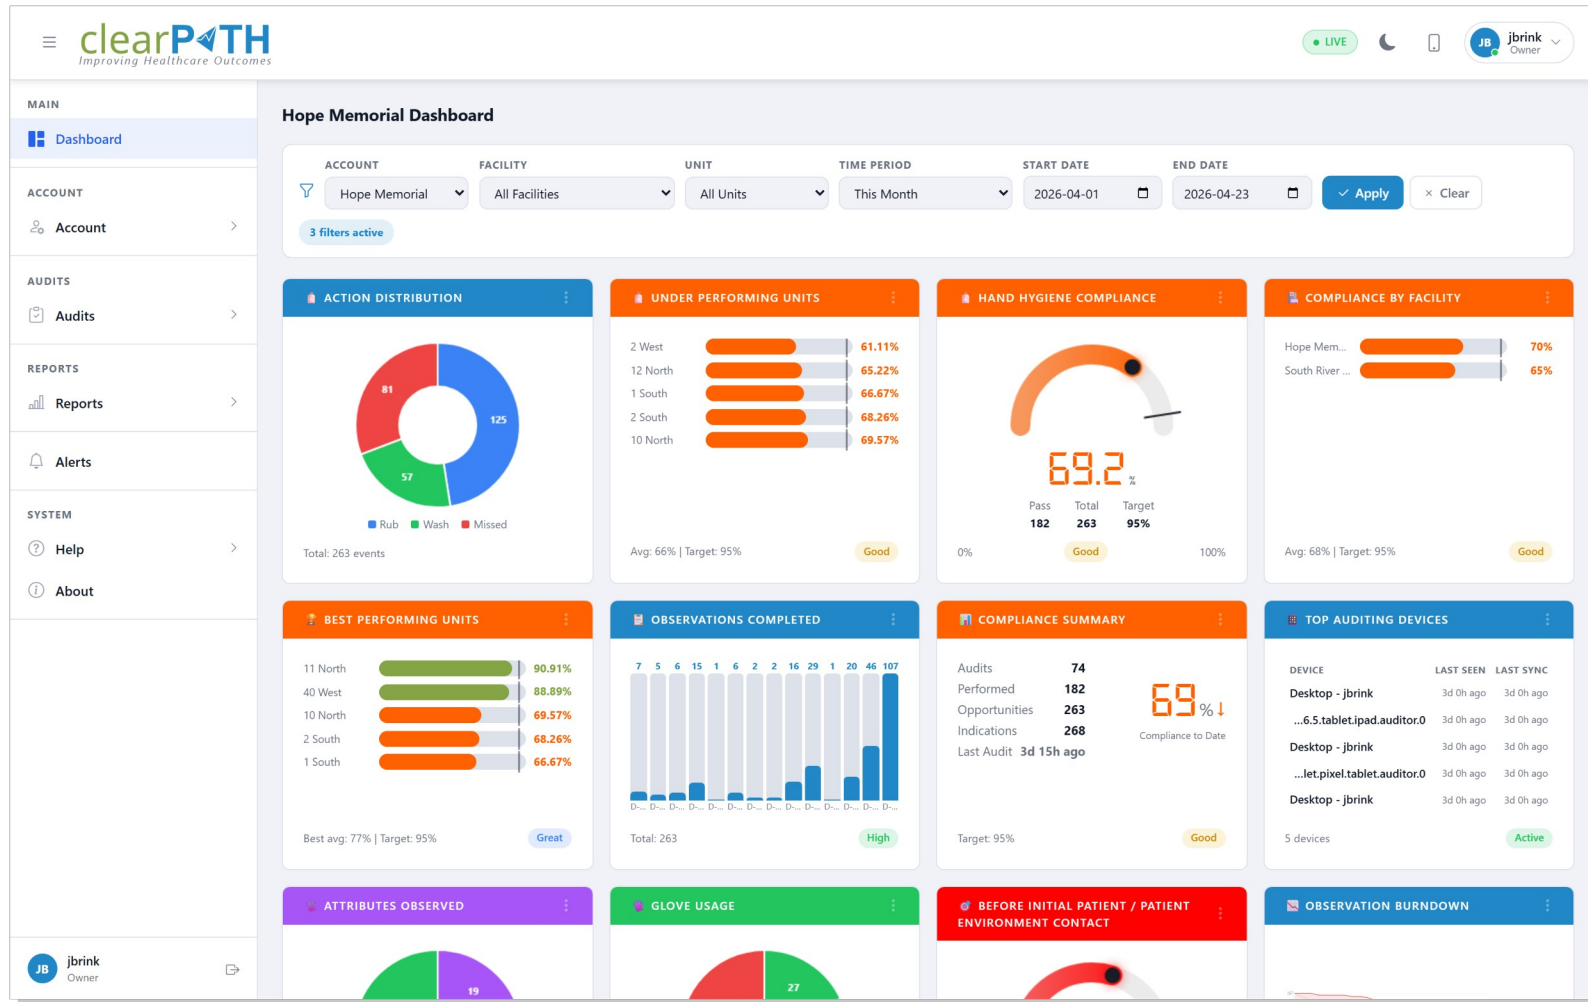 clearPATH
Improving Healthcare Outcomes
LIVE
JB
jbrink
Owner
MAIN
Dashboard
ACCOUNT
Account
AUDITS
Audits
REPORTS
Reports
Alerts
SYSTEM
Help
About
JB
jbrink
Owner
Hope Memorial Dashboard
ACCOUNT FACILITY UNIT TIME PERIOD START DATE END DATE
Hope Memorial All Facilities All Units This Month 2026-04-01 2026-04-23 Apply × Clear
3 filters active
ACTION DISTRIBUTION
81
125
57
Rub Wash Missed
Total: 263 events
UNDER PERFORMING UNITS
2 West 61.11%
12 North 65.22%
1 South 66.67%
2 South 68.26%
10 North 69.57%
Avg: 66% | Target: 95% Good
HAND HYGIENE COMPLIANCE
69.2
Pass Total Target
182 263 95%
0% Good 100%
COMPLIANCE BY FACILITY
Hope Mem... 70%
South River ... 65%
Avg: 68% | Target: 95% Good
BEST PERFORMING UNITS
11 North 90.91%
40 West 88.89%
10 North 69.57%
2 South 68.26%
1 South 66.67%
Best avg: 77% | Target: 95% Great
OBSERVATIONS COMPLETED
7 5 6 15 1 6 2 2 16 29 1 20 46 107
D-... D-... D-... D-... D-... D-... D-... D-... D-... D-... D-... D-... D-... D-...
Total: 263 High
COMPLIANCE SUMMARY
Audits 74
Performed 182
Opportunities 263
Indications 268
Last Audit 3d 15h ago
69 %↓
Compliance to Date
Target: 95% Good
TOP AUDITING DEVICES
DEVICE LAST SEEN LAST SYNC
Desktop - jbrink 3d 0h ago 3d 0h ago
...6.5.tablet.ipad.auditor.0 3d 0h ago 3d 0h ago
Desktop - jbrink 3d 0h ago 3d 0h ago
...let.pixel.tablet.auditor.0 3d 0h ago 3d 0h ago
Desktop - jbrink 3d 0h ago 3d 0h ago
5 devices Active
ATTRIBUTES OBSERVED
19
GLOVE USAGE
27
BEFORE INITIAL PATIENT / PATIENT
ENVIRONMENT CONTACT
OBSERVATION BURNDOWN